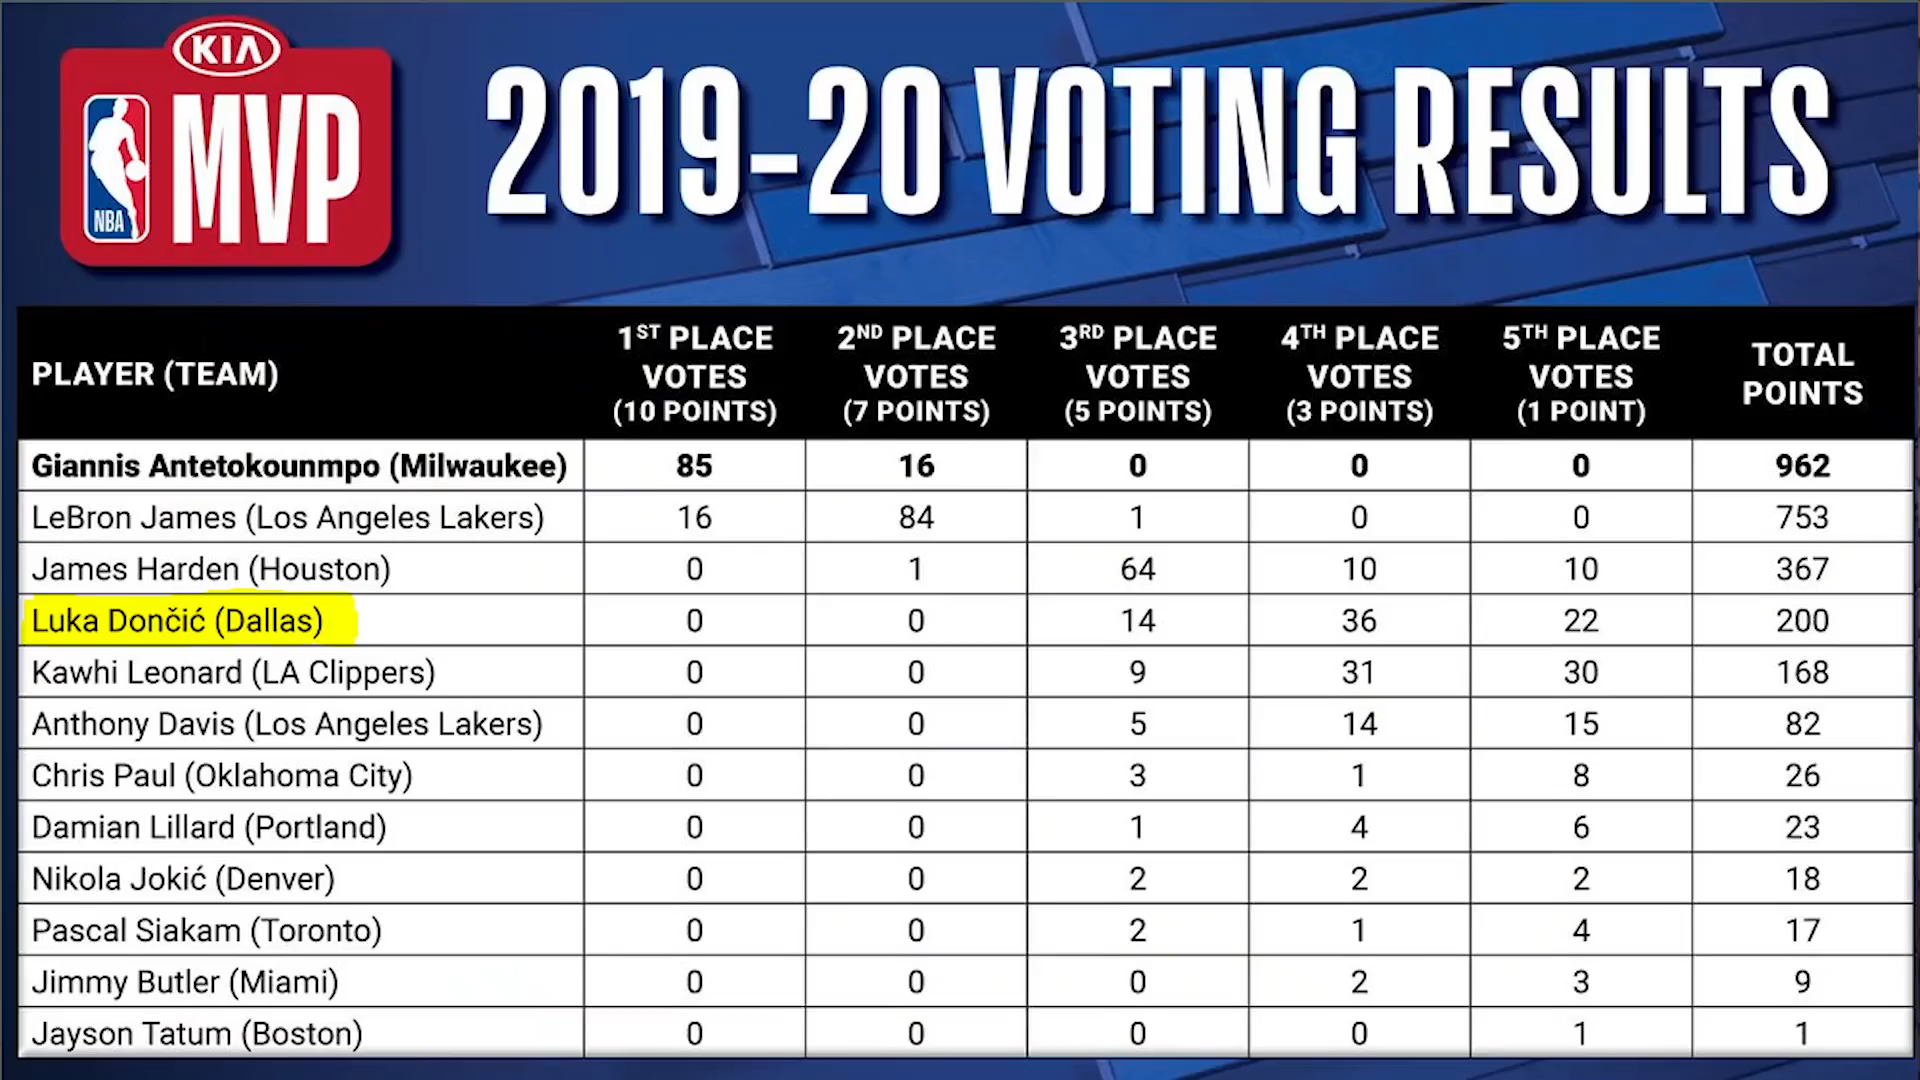 KIA
MVP
NBA
2019-20 VOTING RESULTS
PLAYER (TEAM) 1ST PLACE VOTES (10 POINTS) 2ND PLACE VOTES (7 POINTS) 3RD PLACE VOTES (5 POINTS) 4TH PLACE VOTES (3 POINTS) 5TH PLACE VOTES (1 POINT) TOTAL POINTS
Giannis Antetokounmpo (Milwaukee) 85 16 0 0 0 962
LeBron James (Los Angeles Lakers) 16 84 1 0 0 753
James Harden (Houston) 0 1 64 10 10 367
Luka Dončić (Dallas) 0 0 14 36 22 200
Kawhi Leonard (LA Clippers) 0 0 9 31 30 168
Anthony Davis (Los Angeles Lakers) 0 0 5 14 15 82
Chris Paul (Oklahoma City) 0 0 3 1 8 26
Damian Lillard (Portland) 0 0 1 4 6 23
Nikola Jokić (Denver) 0 0 2 2 2 18
Pascal Siakam (Toronto) 0 0 2 1 4 17
Jimmy Butler (Miami) 0 0 0 2 3 9
Jayson Tatum (Boston) 0 0 0 0 1 1